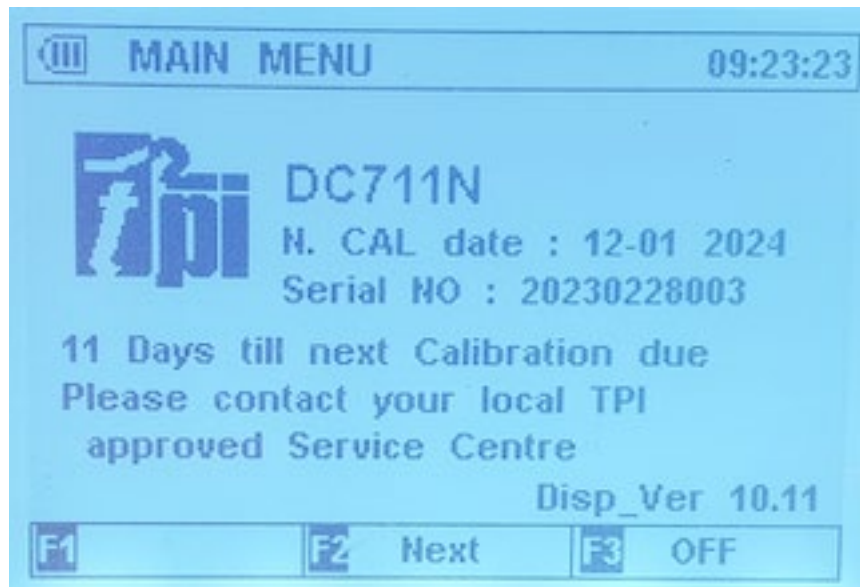 MAIN MENU 09:23:23
tpi DC711N
N. CAL date : 12-01 2024
Serial NO : 20230228003
11 Days till next Calibration due
Please contact your local TPI
approved Service Centre
Disp_Ver 10.11
F1 F2 Next F3 OFF